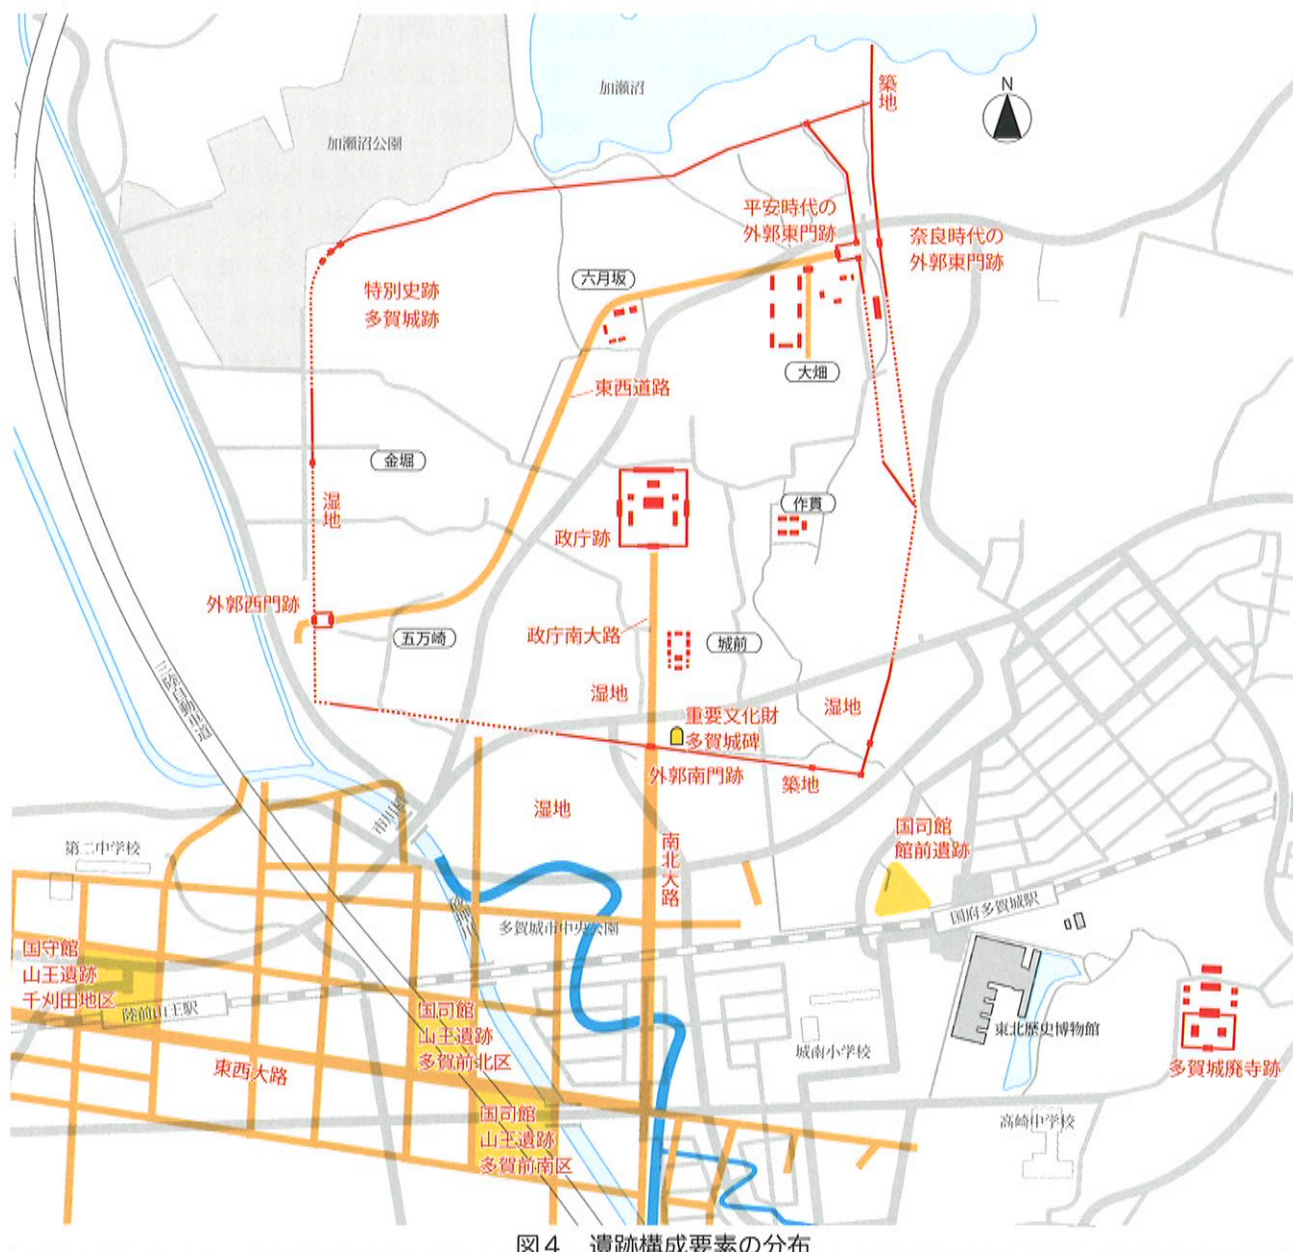 加瀬沼
築地
N
加瀬沼公園
平安時代の
外郭東門跡
奈良時代の
外郭東門跡
六月坂
特別史跡
多賀城跡
大畑
東西道路
金堀
湿地
作貫
政庁跡
外郭西門跡
五万崎
政庁南大路
城前
湿地
湿地
三陸自動車道
重要文化財
多賀城碑
外郭南門跡
築地
湿地
市川橋
国司館
館前遺跡
南北大路
第二中学校
国府多賀城駅
多賀城市中央公園
国守館
山王遺跡
千刈田地区
陸前山王駅
国司館
山王遺跡
多賀前北区
東北歴史博物館
城南小学校
東西大路
多賀城廃寺跡
国司館
山王遺跡
多賀前南区
高崎中学校
図4 遺跡構成要素の分布